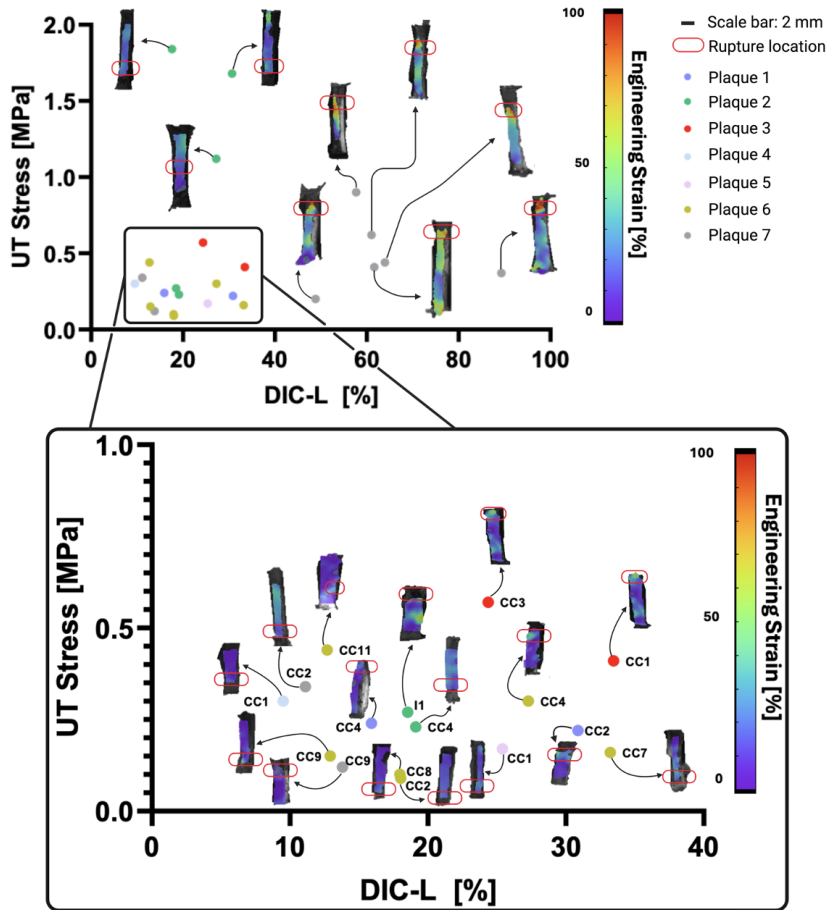 2.0
1.5
1.0
0.5
0.0
UT Stress [MPa]
0
20
40
60
80
100
DIC-L [%]
100
50
0
Engineering Strain [%]
Scale bar: 2 mm
Rupture location
Plaque 1
Plaque 2
Plaque 3
Plaque 4
Plaque 5
Plaque 6
Plaque 7
1.0
0.5
0.0
UT Stress [MPa]
0
10
20
30
40
DIC-L [%]
100
50
0
Engineering Strain [%]
CC3
CC11
CC1
CC2
CC1
I1
CC4
CC4
CC4
CC2
CC9
CC9
CC8
CC2
CC1
CC7